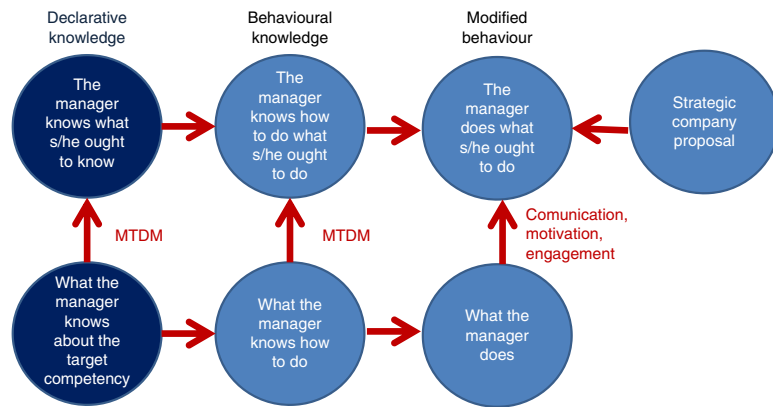 Declarative
knowledge
Behavioural
knowledge
Modified
behaviour
The
manager
knows what
s/he ought
to know
The
manager
knows how
to do what
s/he ought
to do
The
manager
does what
s/he ought
to do
Strategic
company
proposal
MTDM
MTDM
Comunication,
motivation,
engagement
What the
manager
knows
about the
target
competency
What the
manager
knows how
to do
What the
manager
does